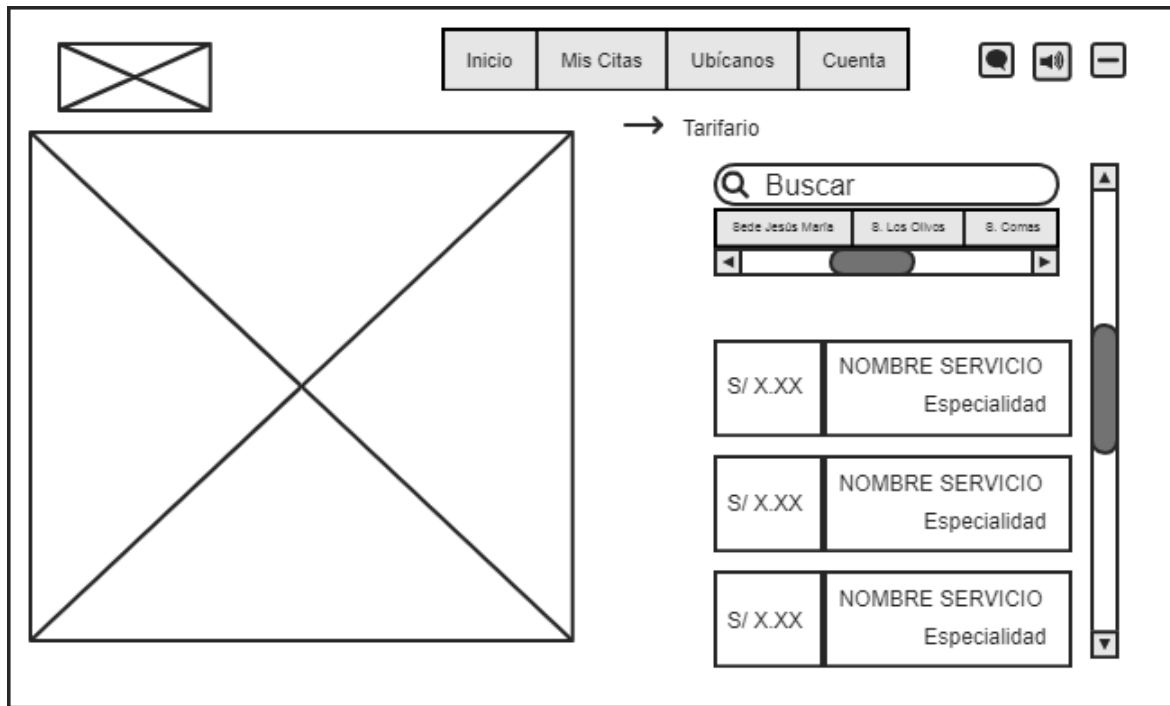 Inicio Mis Citas Ubícanos Cuenta
Tarifario
Buscar
Sede Jesús María S. Los Olivos S. Comas
S/ X.XX
NOMBRE SERVICIO
Especialidad
S/ X.XX
NOMBRE SERVICIO
Especialidad
S/ X.XX
NOMBRE SERVICIO
Especialidad